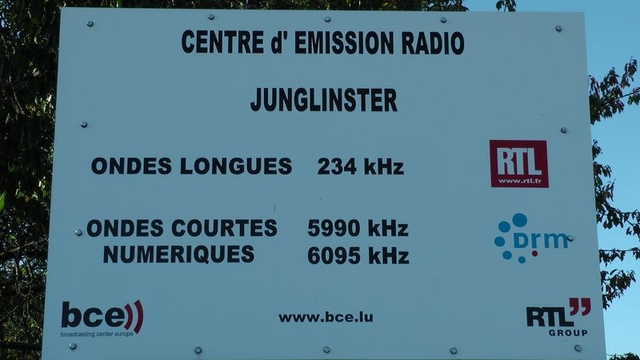 CENTRE d' EMISSION RADIO
JUNGLINSTER
ONDES LONGUES 234 kHz
RTL
www.rtl.fr
ONDES COURTES 5990 kHz
NUMERIQUES 6095 kHz
Drm
bce
broadcasting center europe
www.bce.lu
RTL
GROUP